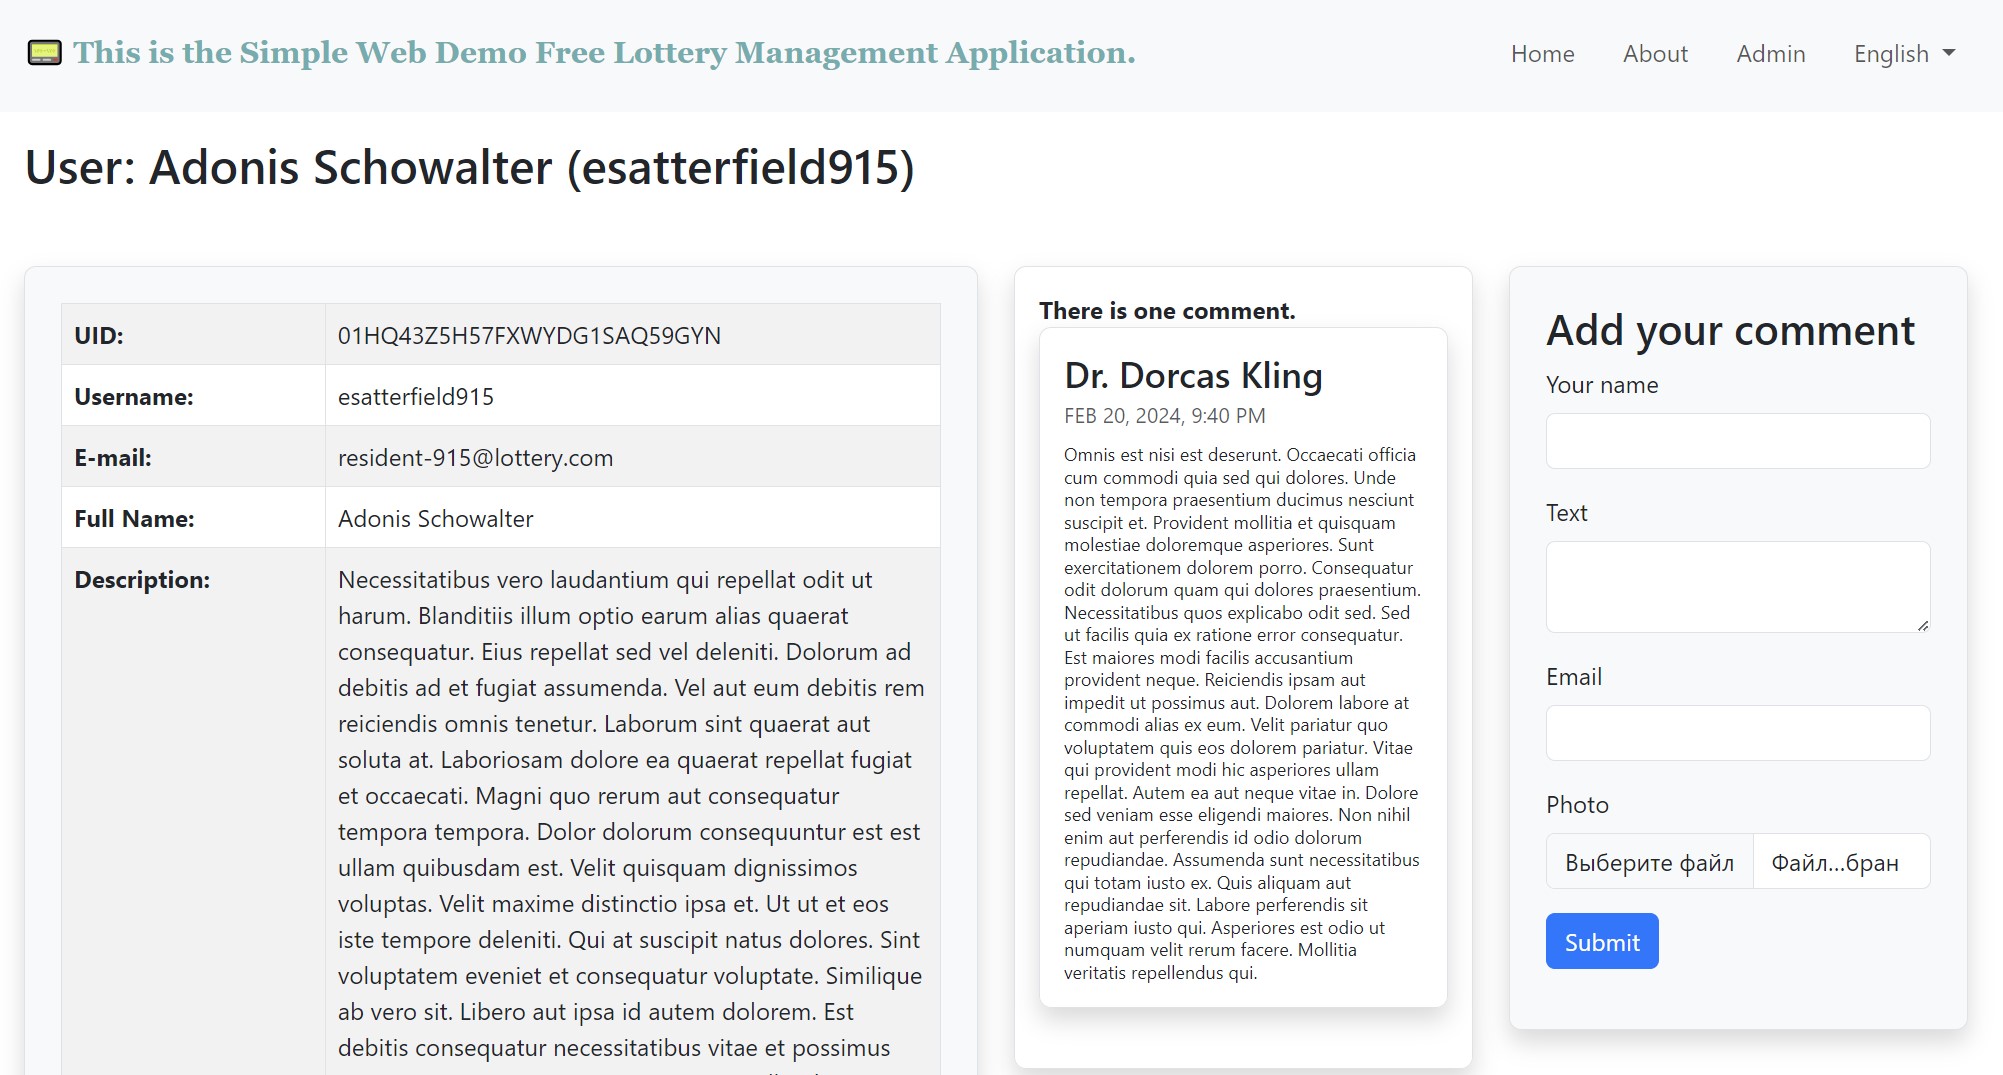 This is the Simple Web Demo Free Lottery Management Application.
Home About Admin English
User: Adonis Schowalter (esatterfield915)
UID: 01HQ43Z5H57FXWYDG1SAQ59GYN
Username: esatterfield915
E-mail: resident-915@lottery.com
Full Name: Adonis Schowalter
Description: Necessitatibus vero laudantium qui repellat odit ut
harum. Blanditiis illum optio earum alias quaerat
consequatur. Eius repellat sed vel deleniti. Dolorum ad
debitis ad et fugiat assumenda. Vel aut eum debitis rem
reiciendis omnis tenetur. Laborum sint quaerat aut
soluta at. Laboriosam dolore ea quaerat repellat fugiat
et occaecati. Magni quo rerum aut consequatur
tempora tempora. Dolor dolorum consequuntur est est
ullam quibusdam est. Velit quisquam dignissimos
voluptas. Velit maxime distinctio ipsa et. Ut ut et eos
iste tempore deleniti. Qui at suscipit natus dolores. Sint
voluptatem eveniet et consequatur voluptate. Similique
ab vero sit. Libero aut ipsa id autem dolorem. Est
debitis consequatur necessitatibus vitae et possimus
There is one comment.
Dr. Dorcas Kling
FEB 20, 2024, 9:40 PM
Omnis est nisi est deserunt. Occaecati officia
cum commodi quia sed qui dolores. Unde
non tempora praesentium ducimus nesciunt
suscipit et. Provident mollitia et quisquam
molestiae doloremque asperiores. Sunt
exercitationem dolorem porro. Consequatur
odit dolorum quam qui dolores praesentium.
Necessitatibus quos explicabo odit sed. Sed
ut facilis quia ex ratione error consequatur.
Est maiores modi facilis accusantium
provident neque. Reiciendis ipsam aut
impedit ut possimus aut. Dolorem labore at
commodi alias ex eum. Velit pariatur quo
voluptatem quis eos dolorem pariatur. Vitae
qui provident modi hic asperiores ullam
repellat. Autem ea aut neque vitae in. Dolore
sed veniam esse eligendi maiores. Non nihil
enim aut perferendis id odio dolorum
repudiandae. Assumenda sunt necessitatibus
qui totam iusto ex. Quis aliquam aut
repudiandae sit. Labore perferendis sit
aperiam iusto qui. Asperiores est odio ut
numquam velit rerum facere. Mollitia
veritatis repellendus qui.
Add your comment
Your name
Text
Email
Photo
Выберите файл Файл...бран
Submit